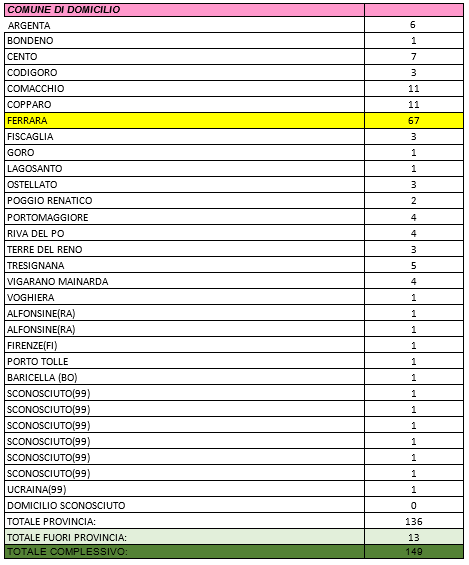 COMUNE DI DOMICILIO
ARGENTA 6
BONDENO 1
CENTO 7
CODIGORO 3
COMACCHIO 11
COPPARO 11
FERRARA 67
FISCAGLIA 3
GORO 1
LAGOSANTO 1
OSTELLATO 3
POGGIO RENATICO 2
PORTOMAGGIORE 4
RIVA DEL PO 4
TERRE DEL RENO 3
TRESIGNANA 5
VIGARANO MAINARDA 4
VOGHIERA 1
ALFONSINE(RA) 1
ALFONSINE(RA) 1
FIRENZE(FI) 1
PORTO TOLLE 1
BARICELLA (BO) 1
SCONOSCIUTO(99) 1
SCONOSCIUTO(99) 1
SCONOSCIUTO(99) 1
SCONOSCIUTO(99) 1
SCONOSCIUTO(99) 1
SCONOSCIUTO(99) 1
UCRAINA(99) 1
DOMICILIO SCONOSCIUTO 0
TOTALE PROVINCIA: 136
TOTALE FUORI PROVINCIA: 13
TOTALE COMPLESSIVO: 149